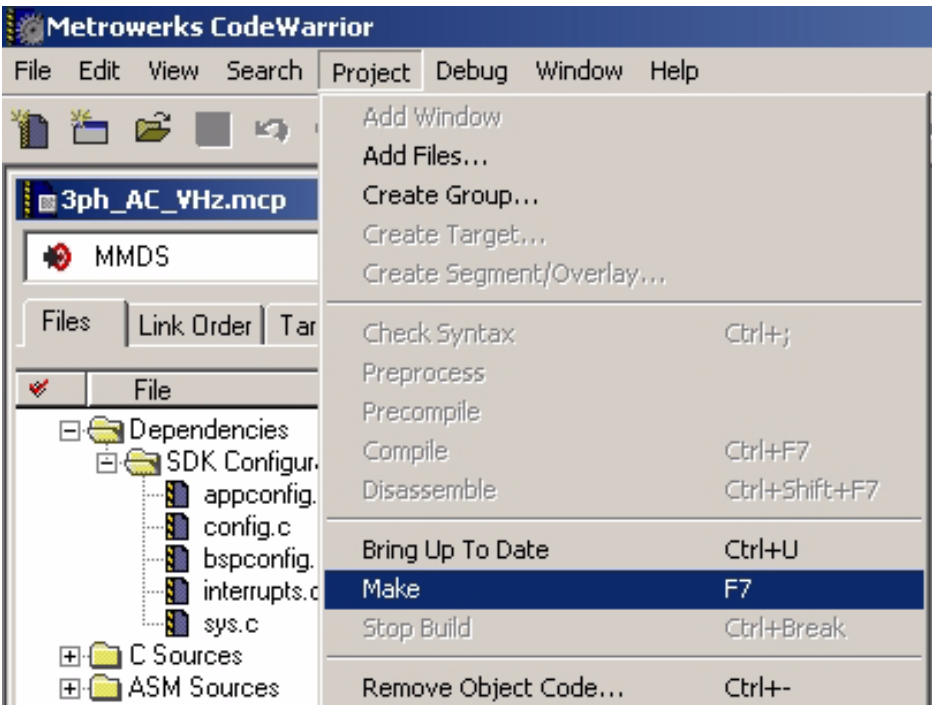 Metrowerks CodeWarrior
File Edit View Search Project Debug Window Help
3ph_AC_VHz.mcp
MMDS
Files Link Order Tar
File
Dependencies
SDK Configur
appconfig.
config.c
bspconfig.
interrupts.c
sys.c
C Sources
ASM Sources
Add Window
Add Files...
Create Group...
Create Target...
Create Segment/Overlay...
Check Syntax Ctrl+;
Preprocess
Precompile
Compile Ctrl+F7
Disassemble Ctrl+Shift+F7
Bring Up To Date Ctrl+U
Make F7
Stop Build Ctrl+Break
Remove Object Code... Ctrl+-